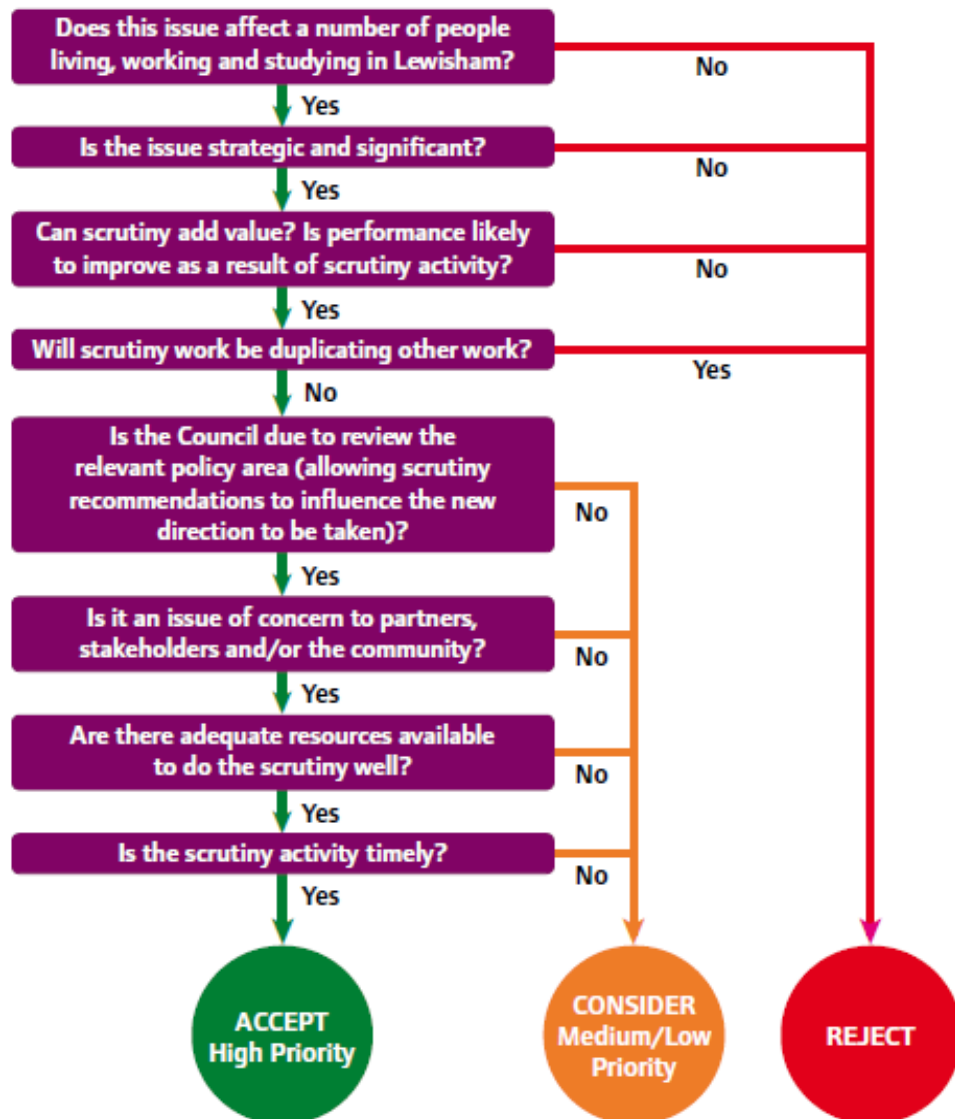 Does this issue affect a number of people
living, working and studying in Lewisham?
No
Yes
Is the issue strategic and significant?
No
Yes
Can scrutiny add value? Is performance likely
to improve as a result of scrutiny activity?
No
Yes
Will scrutiny work be duplicating other work?
Yes
No
Is the Council due to review the
relevant policy area (allowing scrutiny
recommendations to influence the new
direction to be taken)?
No
Yes
Is it an issue of concern to partners,
stakeholders and/or the community?
No
Yes
Are there adequate resources available
to do the scrutiny well?
No
Yes
Is the scrutiny activity timely?
No
Yes
ACCEPT
High Priority
CONSIDER
Medium/Low
Priority
REJECT